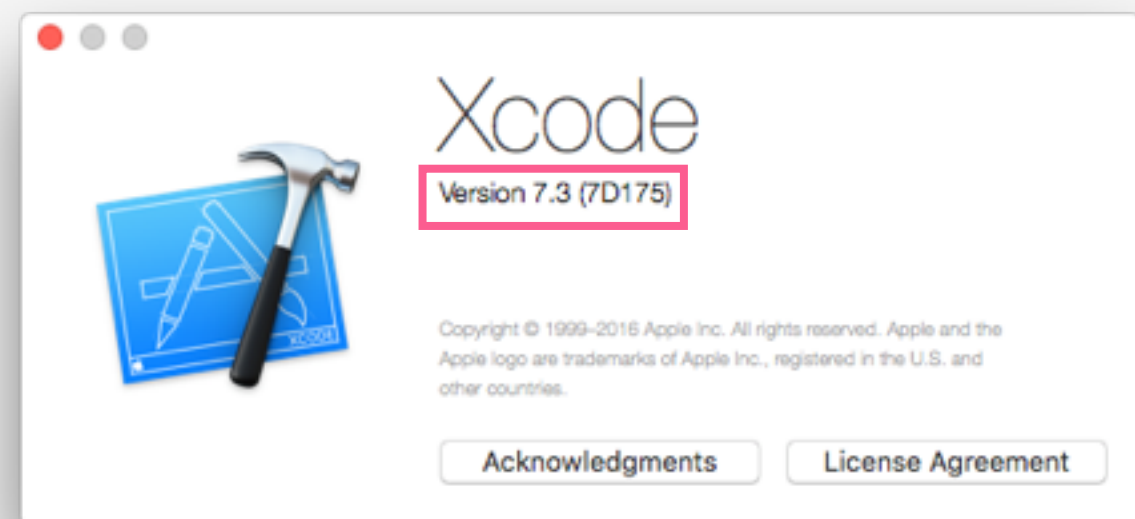 Xcode
Version 7.3 (7D175)
XCODE
Copyright © 1999–2016 Apple Inc. All rights reserved. Apple and the
Apple logo are trademarks of Apple Inc., registered in the U.S. and
other countries.
Acknowledgments
License Agreement